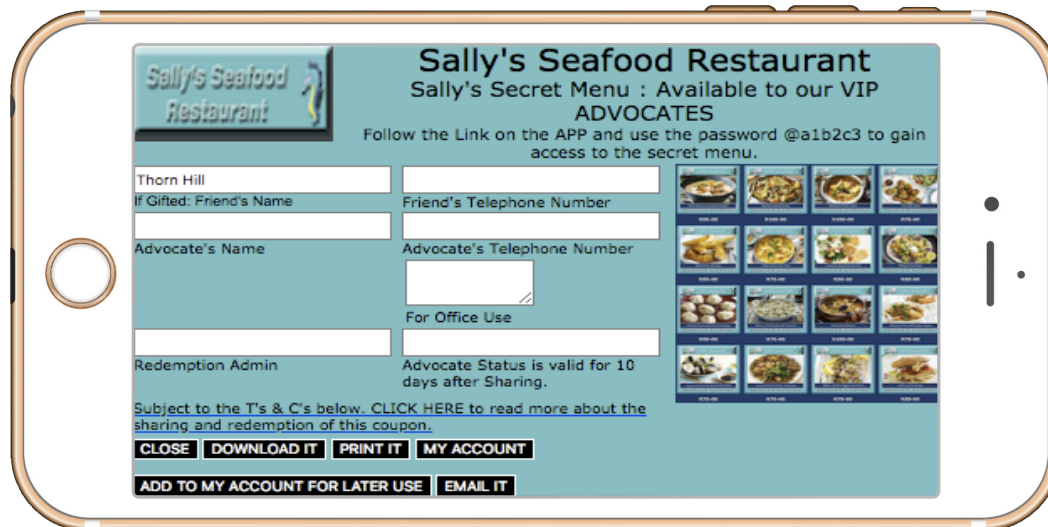 Sally's Seafood
Restaurant
Sally's Seafood Restaurant
Sally's Secret Menu : Available to our VIP
ADVOCATES
Follow the Link on the APP and use the password @a1b2c3 to gain
access to the secret menu.
Thorn Hill
If Gifted: Friend's Name
Friend's Telephone Number
Advocate's Name
Advocate's Telephone Number
For Office Use
Redemption Admin
Advocate Status is valid for 10
days after Sharing.
Subject to the T's & C's below. CLICK HERE to read more about the
sharing and redemption of this coupon.
CLOSE
DOWNLOAD IT
PRINT IT
MY ACCOUNT
ADD TO MY ACCOUNT FOR LATER USE
EMAIL IT